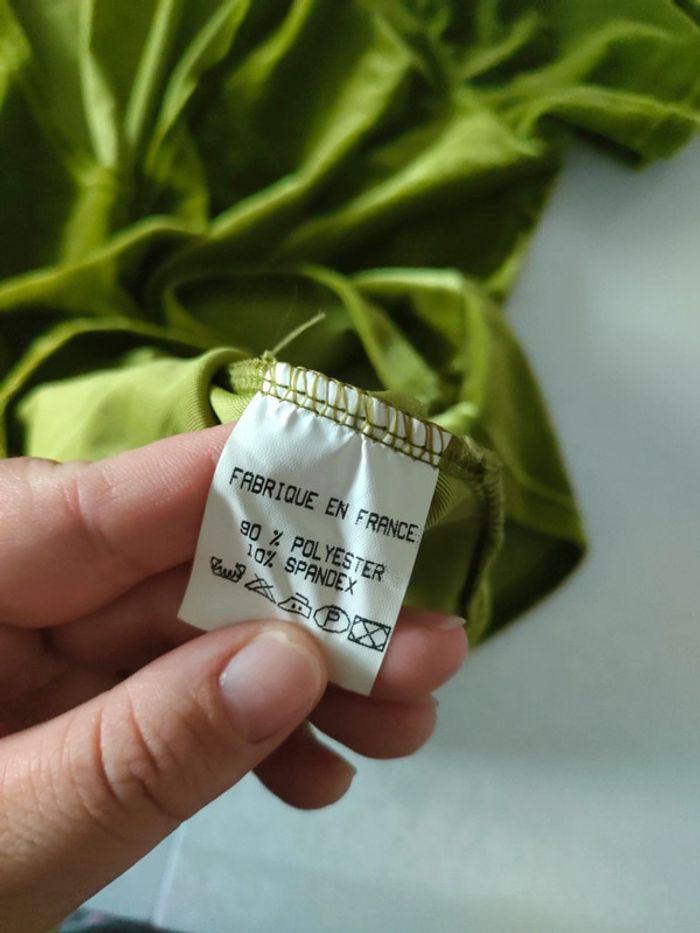 FABRIQUE EN FRANCE
90 % POLYESTER
10% SPANDEX
P